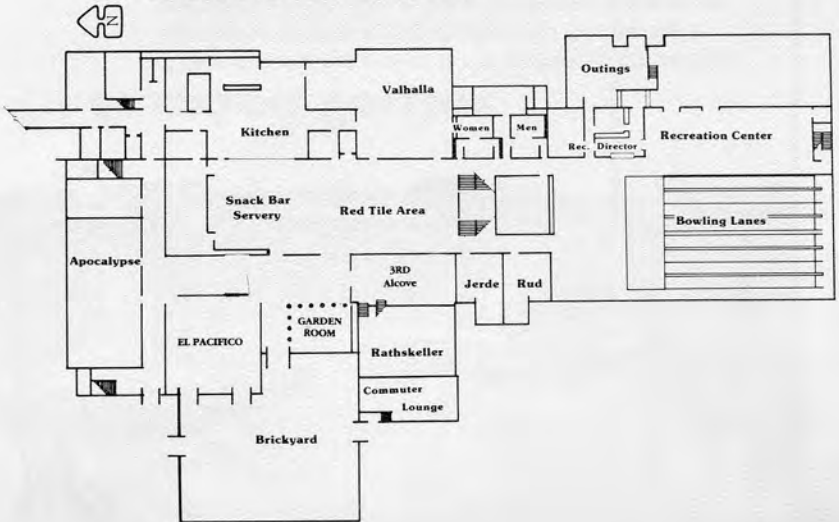 N
Outings
Valhalla
Kitchen
Women
Men
Rec. Director
Recreation Center
Snack Bar
Servery
Red Tile Area
Bowling Lanes
Apocalypse
3RD
Alcove
Jerde
Rud
GARDEN
ROOM
EL PACIFICO
Rathskeller
Commuter
Lounge
Brickyard